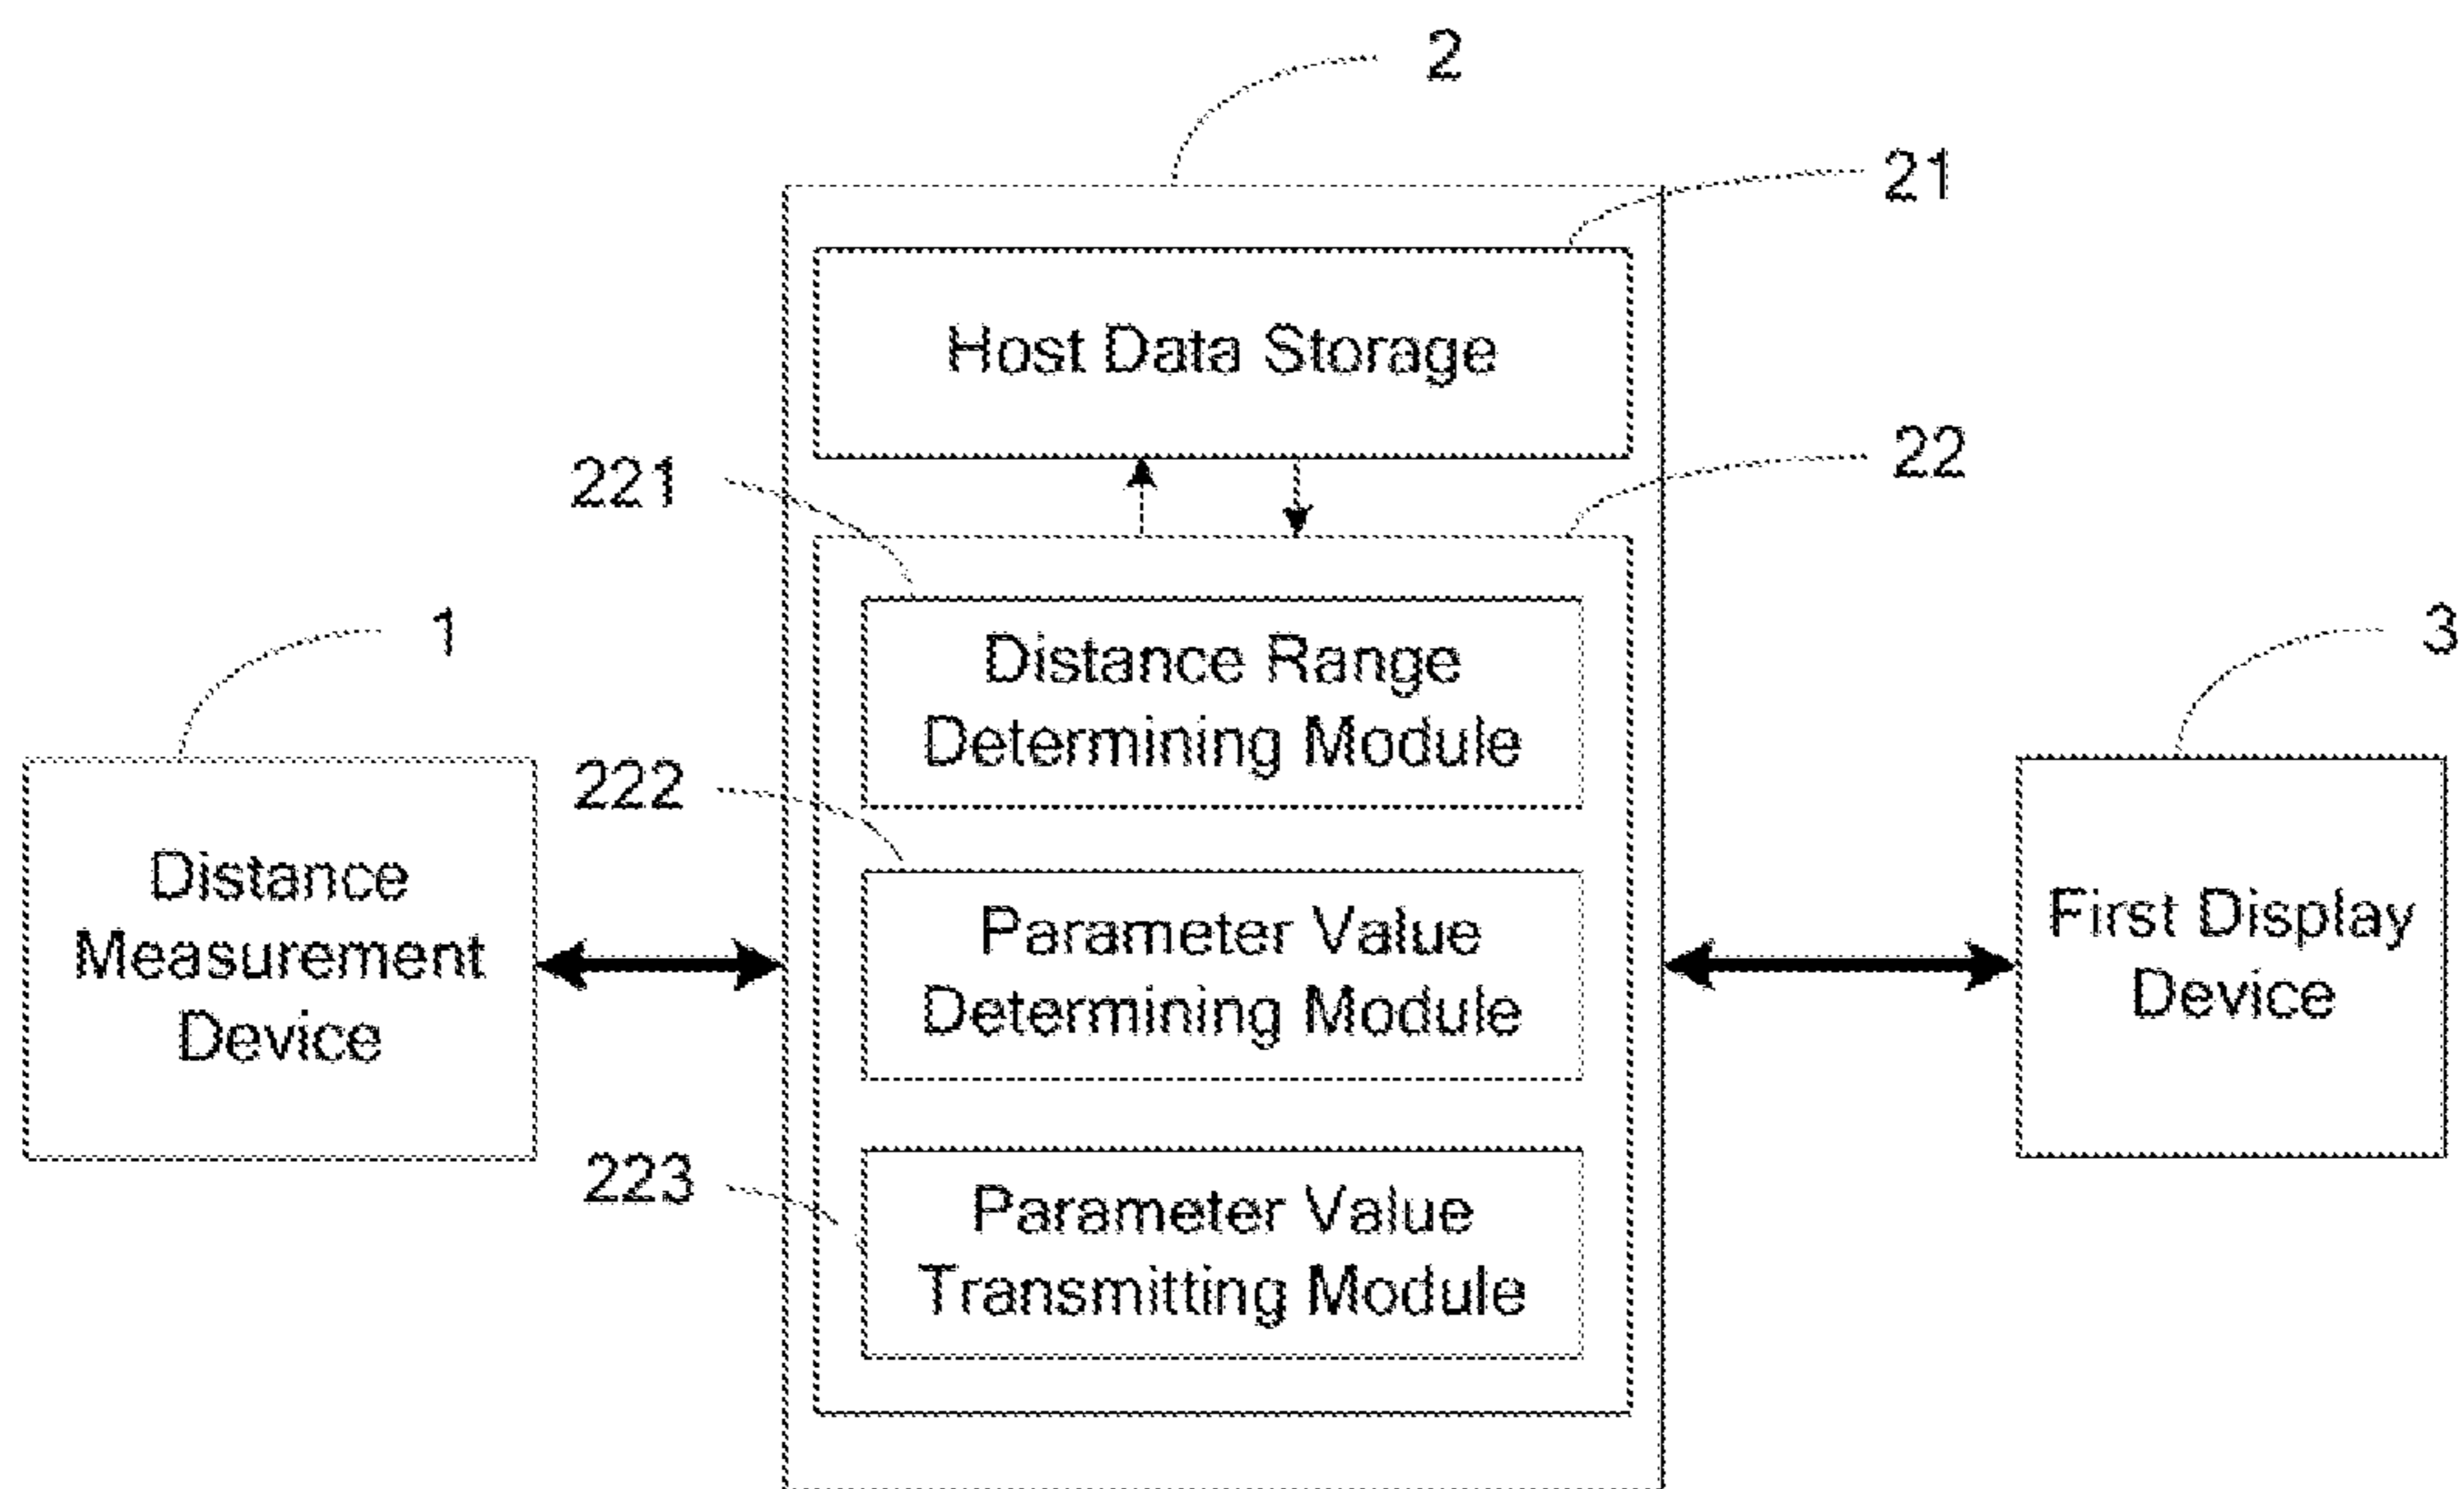 2
21
Host Data Storage
221
22
Distance Range
Determining Module
1
3
222
Distance
Measurement
Device
Parameter Value
Determining Module
First Display
Device
223
Parameter Value
Transmitting Module